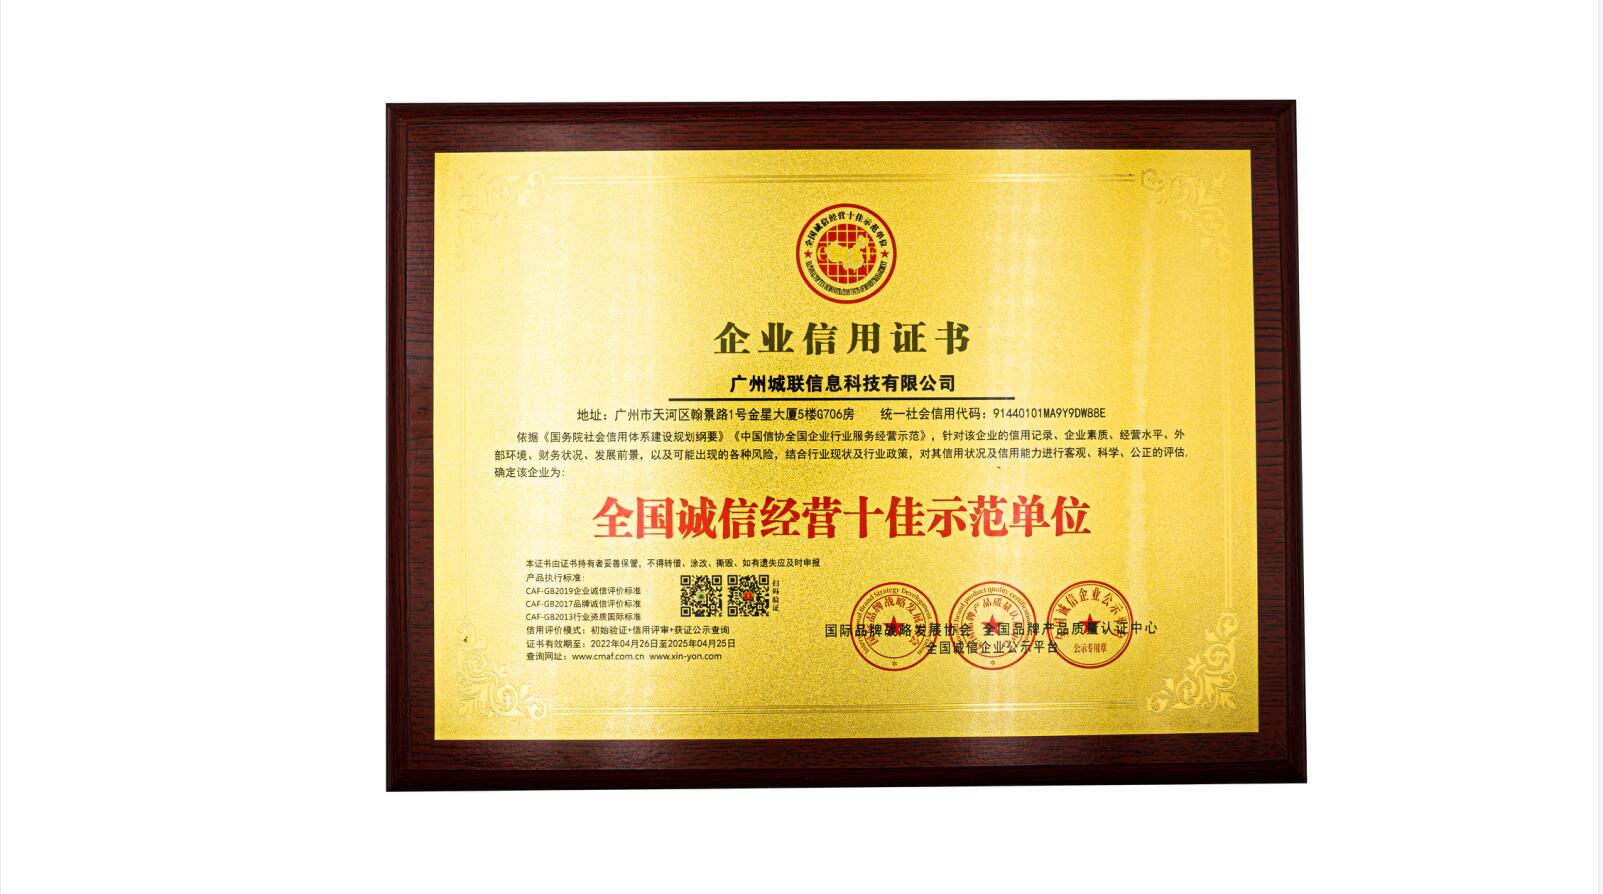 全国诚信经营十佳示范单位
企业信用证书
广州城联信息科技有限公司
地址：广州市天河区翰景路1号金星大厦5楼G706房 统一社会信用代码：91440101MA9Y9DW88E
依据《国务院社会信用体系建设规划纲要》《中国信协全国企业行业服务经营示范》，针对该企业的信用记录、企业素质、经营水平、外
部环境、财务状况、发展前景，以及可能出现的各种风险，结合行业现状及行业政策，对其信用状况及信用能力进行客观、科学、公正的评估，
确定该企业为：
全国诚信经营十佳示范单位
本证书由证书持有者妥善保管，不得转借、涂改、撕毁、如有遗失应及时申报
产品执行标准：
CAF-GB2019企业诚信评价标准
CAF-GB2017品牌诚信评价标准
CAF-GB2013行业资质国际标准
信用评价模式：初始验证+信用评审+获证公示查询
证书有效期至：2022年04月26日至2025年04月25日
查询网址：www.cmaf.com.cn www.xin-yon.com
扫码验证
国际品牌战略发展协会 全国品牌产品质量认证中心
全国诚信企业公示平台
公示专用章